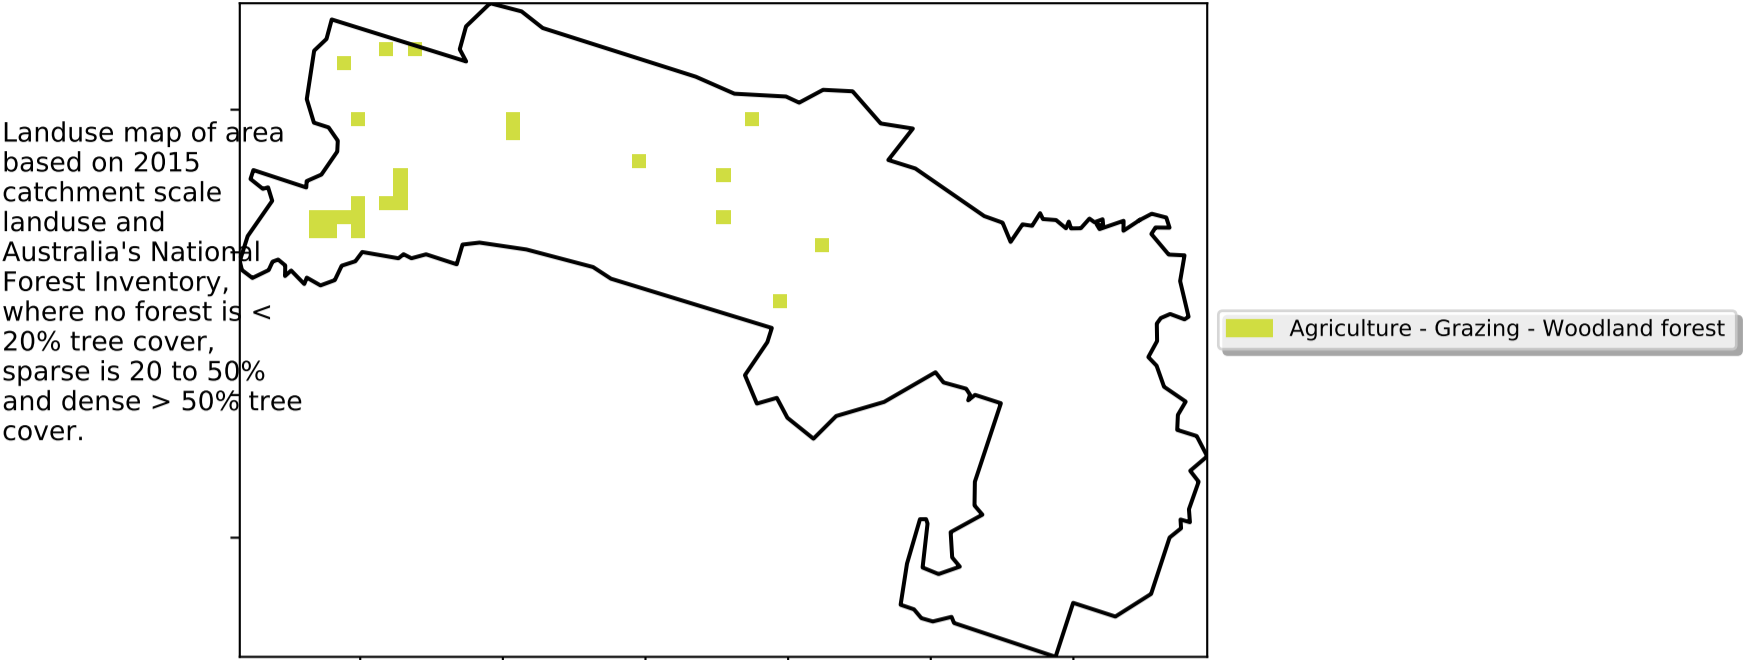 Landuse map of area
based on 2015
catchment scale
landuse and
Australia's National
Forest Inventory,
where no forest is <
20% tree cover,
sparse is 20 to 50%
and dense > 50% tree
cover.
Agriculture - Grazing - Woodland forest